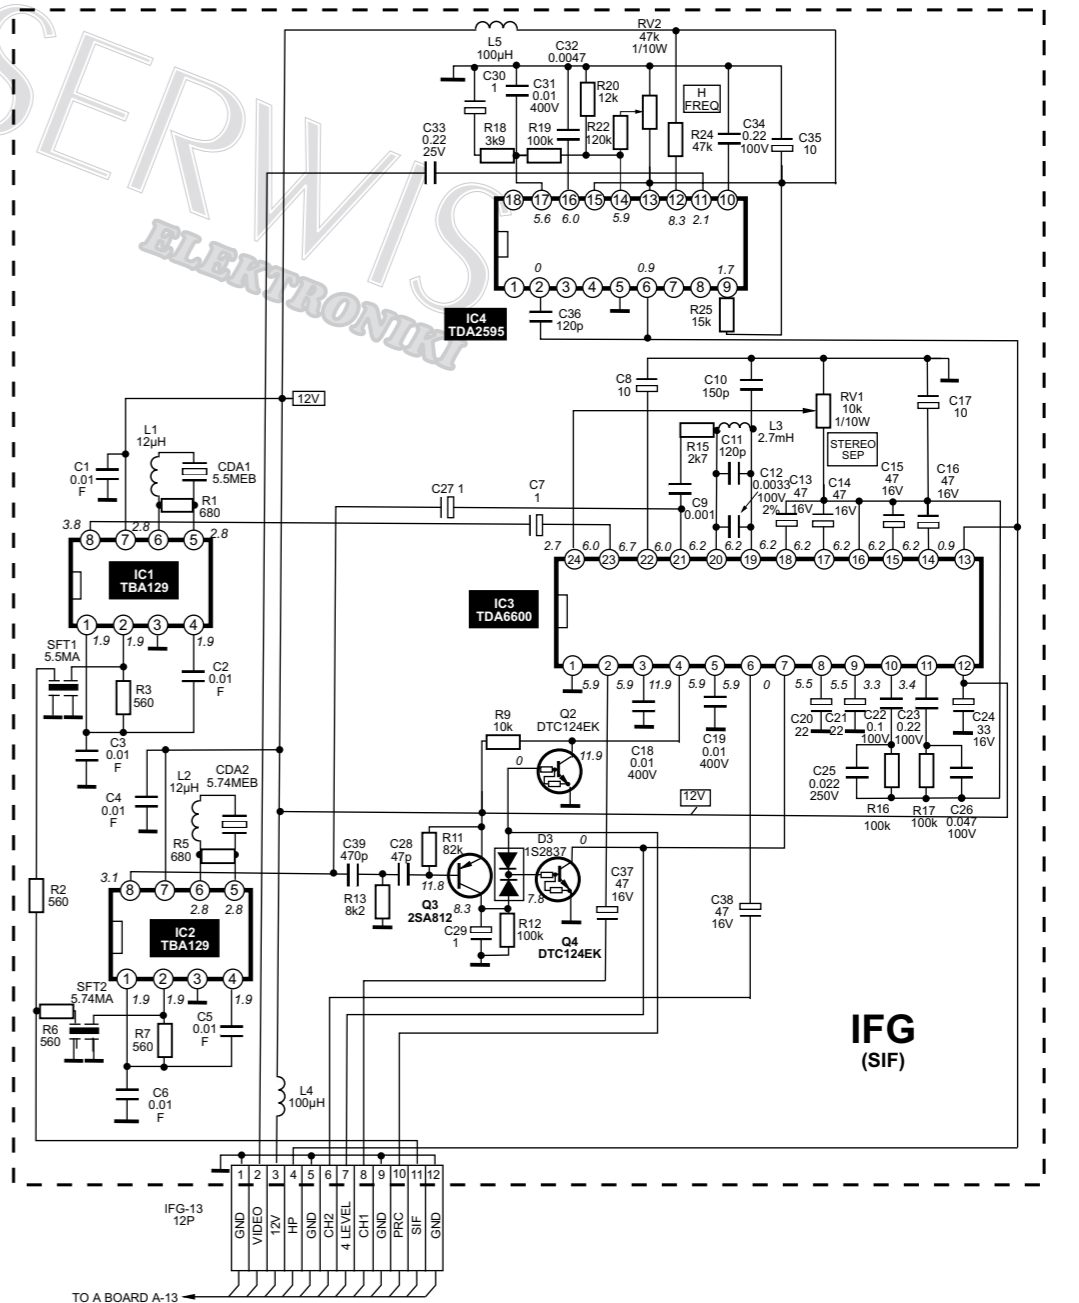 SERWIS
ELEKTRONIKI
RV2
47k
1/10W
L5
100µH
C32
0.0047
C30
1
C31
0.01
400V
R20
12k
H
FREQ
C33
0.22
25V
R18
3k9
R19
100k
R22
120k
R24
47k
C34
0.22
100V
C35
10
18 17 16 15 14 13 12 11 10
5.6 6.0 5.9 8.3 2.1
0 0.9 1.7
1 2 3 4 5 6 7 8 9
IC4
TDA2595
C36
120p
R25
15k
12V
C8
10
C10
150p
RV1
10k
1/10W
C17
10
STEREO
SEP
L1
12µH
CDA1
5.5MEB
C1
0.01
F
R1
680
R15
2k7
C11
120p
L3
2.7mH
C12
0.0033
100V
2%
C13
47
16V
C14
47
16V
C15
47
16V
C16
47
16V
C27 1
C7
1
C9
0.001
3.8 2.8 2.8
8 7 6 5
2.7 6.0 6.7 6.0 6.2 6.2 6.2 6.2 6.2 6.2 0.9
24 23 22 21 20 19 18 17 16 15 14 13
IC1
TBA129
IC3
TDA6600
1 2 3 4
1.9 1.9 1.9
SFT1
5.5MA
C2
0.01
F
R3
560
C3
0.01
F
1 2 3 4 5 6 7 8 9 10 11 12
5.9 5.9 11.9 5.9 5.9 0 5.5 5.5 3.3 3.4
R9
10k
Q2
DTC124EK
0 11.9
C18
0.01
400V
C19
0.01
400V
C20
22
C21
22
C22
0.1
100V
C23
0.22
100V
C24
33
16V
C25
0.022
250V
R16
100k
R17
100k
C26
0.047
100V
12V
C4
0.01
F
L2
12µH
CDA2
5.74MEB
R5
680
C39
470p
C28
47p
R11
82k
D3
1S2837
0
R13
8k2
11.8
Q3
2SA812
8.3
7.8
C29
1
R12
100k
Q4
DTC124EK
C37
47
16V
C38
47
16V
R2
560
3.1
8 7 6 5
2.8 2.8
IC2
TBA129
1 2 3 4
1.9 1.9 1.9
SFT2
5.74MA
R6
560
R7
560
C5
0.01
F
C6
0.01
F
L4
100µH
IFG
(SIF)
IFG-13
12P
1 2 3 4 5 6 7 8 9 10 11 12
GND VIDEO 12V HP GND CH2 4 LEVEL CH1 GND PRC SIF GND
TO A BOARD A-13